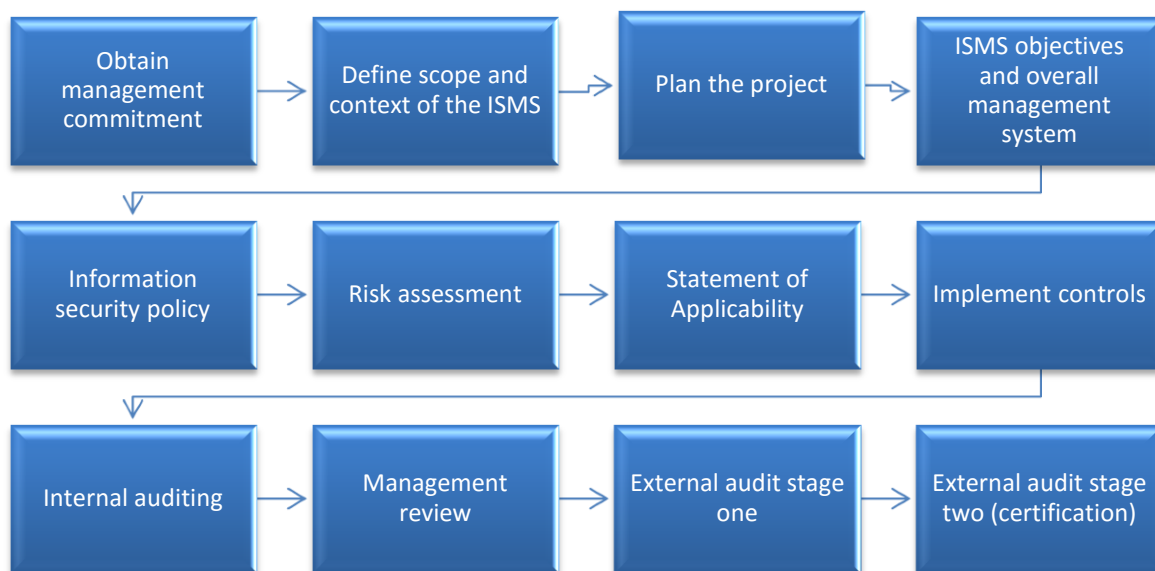 Obtain
management
commitment
Define scope and
context of the ISMS
Plan the project
ISMS objectives
and overall
management
system
Information
security policy
Risk assessment
Statement of
Applicability
Implement controls
Internal auditing
Management
review
External audit stage
one
External audit stage
two (certification)